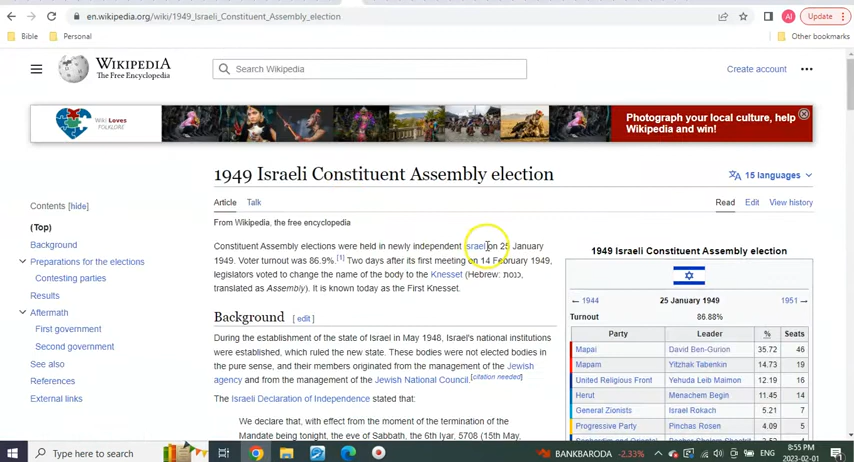 en.wikipedia.org/wiki/1949_Israeli_Constituent_Assembly_election
AI
Update
Bible
Personal
Other bookmarks
WIKIPEDIA
The Free Encyclopedia
Search Wikipedia
Create account
Wiki Loves
FOLKLORE
Photograph your local culture, help
Wikipedia and win!
1949 Israeli Constituent Assembly election
15 languages
Contents [hide]
Article Talk
Read Edit View history
(Top)
From Wikipedia, the free encyclopedia
Background
Preparations for the elections
Contesting parties
Results
Aftermath
First government
Second government
See also
References
External links
Constituent Assembly elections were held in newly independent Israel on 25 January
1949. Voter turnout was 86.9%.[1] Two days after its first meeting on 14 February 1949,
legislators voted to change the name of the body to the Knesset (Hebrew: כנסת,
translated as Assembly). It is known today as the First Knesset.
Background [ edit ]
During the establishment of the state of Israel in May 1948, Israel's national institutions
were established, which ruled the new state. These bodies were not elected bodies in
the pure sense, and their members originated from the management of the Jewish
agency and from the management of the Jewish National Council.[citation needed]
The Israeli Declaration of Independence stated that:
We declare that, with effect from the moment of the termination of the
Mandate being tonight, the eve of Sabbath, the 6th Iyar, 5708 (15th May,
1949 Israeli Constituent Assembly election
← 1944 25 January 1949 1951 →
Turnout 86.88%
Party Leader % Seats
Mapai David Ben-Gurion 35.72 46
Mapam Yitzhak Tabenkin 14.73 19
United Religious Front Yehuda Leib Maimon 12.19 16
Herut Menachem Begin 11.45 14
General Zionists Israel Rokach 5.21 7
Progressive Party Pinchas Rosen 4.09 5
Type here to search
BANKBARODA -2.33%
ENG
8:55 PM
2023-02-01